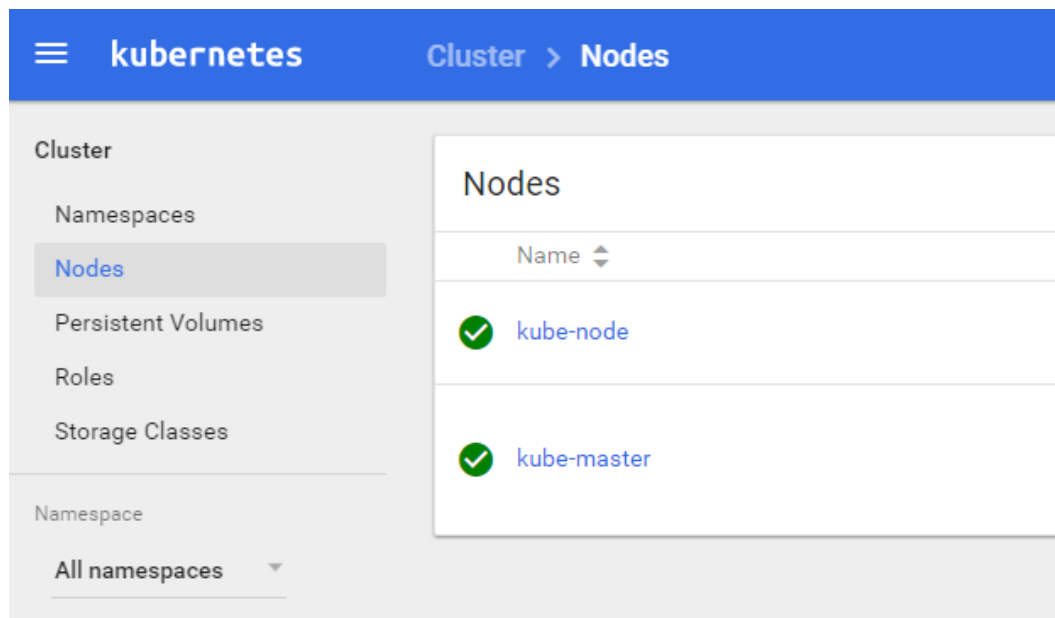 kubernetes
Cluster > Nodes
Cluster
Namespaces
Nodes
Persistent Volumes
Roles
Storage Classes
Namespace
All namespaces
Nodes
Name
kube-node
kube-master